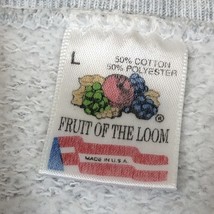 L
50% COTTON
50% POLYESTER
®
FRUIT OF THE LOOM
MADE IN U.S.A.